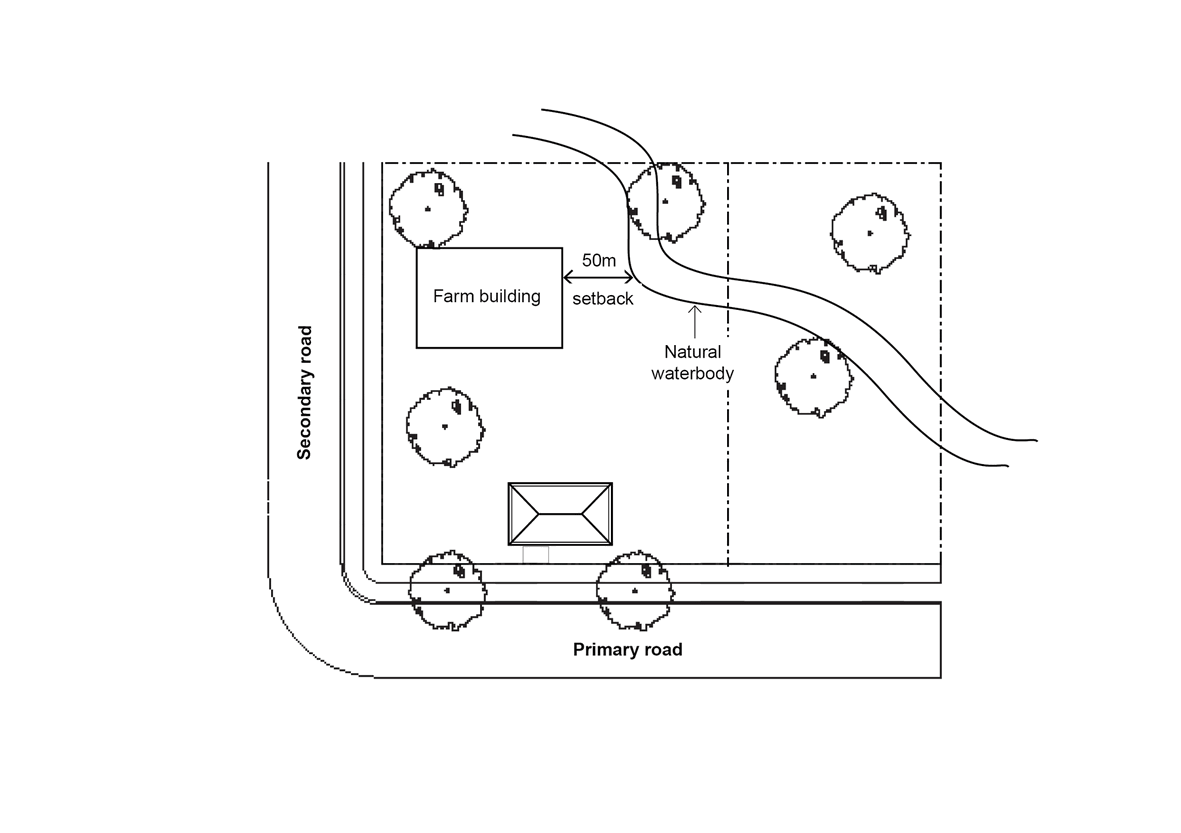 50m
setback
Farm building
Natural
waterbody
Secondary road
Primary road